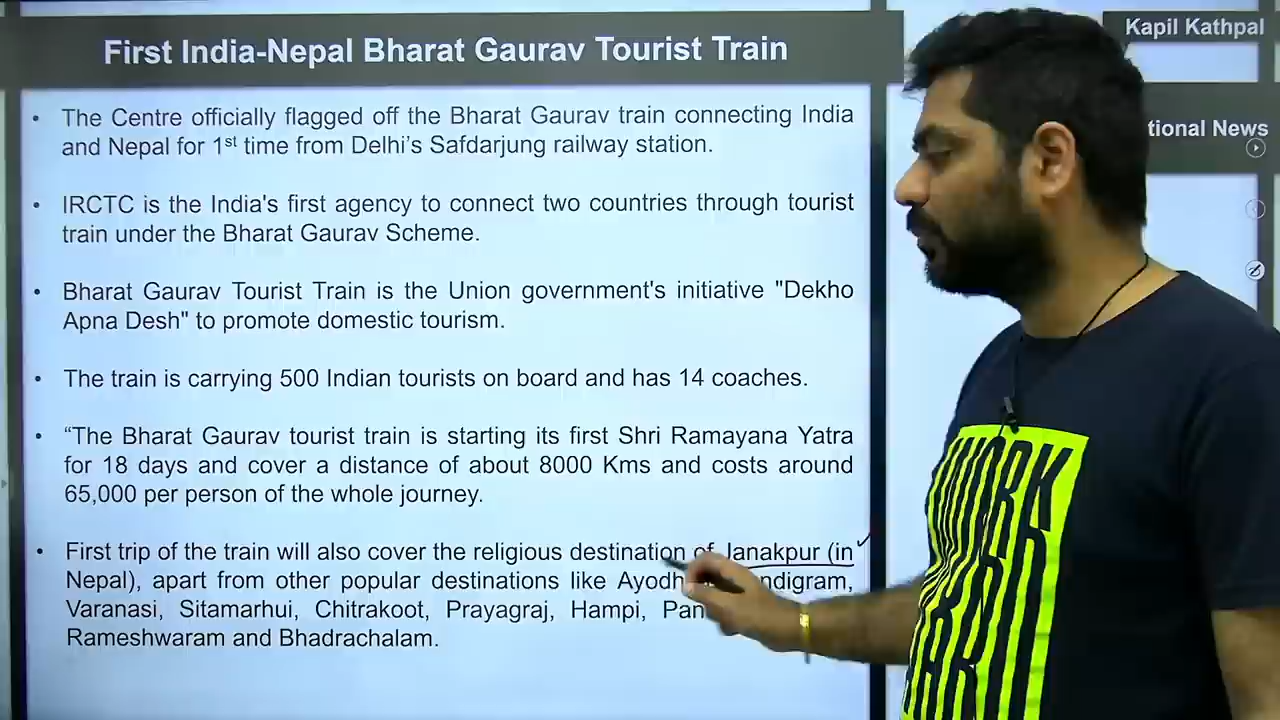 First India-Nepal Bharat Gaurav Tourist Train
Kapil Kathpal
tional News
• The Centre officially flagged off the Bharat Gaurav train connecting India
and Nepal for 1st time from Delhi's Safdarjung railway station.
• IRCTC is the India's first agency to connect two countries through tourist
train under the Bharat Gaurav Scheme.
• Bharat Gaurav Tourist Train is the Union government's initiative "Dekho
Apna Desh" to promote domestic tourism.
• The train is carrying 500 Indian tourists on board and has 14 coaches.
• “The Bharat Gaurav tourist train is starting its first Shri Ramayana Yatra
for 18 days and cover a distance of about 8000 Kms and costs around
65,000 per person of the whole journey.
• First trip of the train will also cover the religious destination of Janakpur (in
Nepal), apart from other popular destinations like Ayodh ndigram,
Varanasi, Sitamarhui, Chitrakoot, Prayagraj, Hampi, Pan
Rameshwaram and Bhadrachalam.
WORK